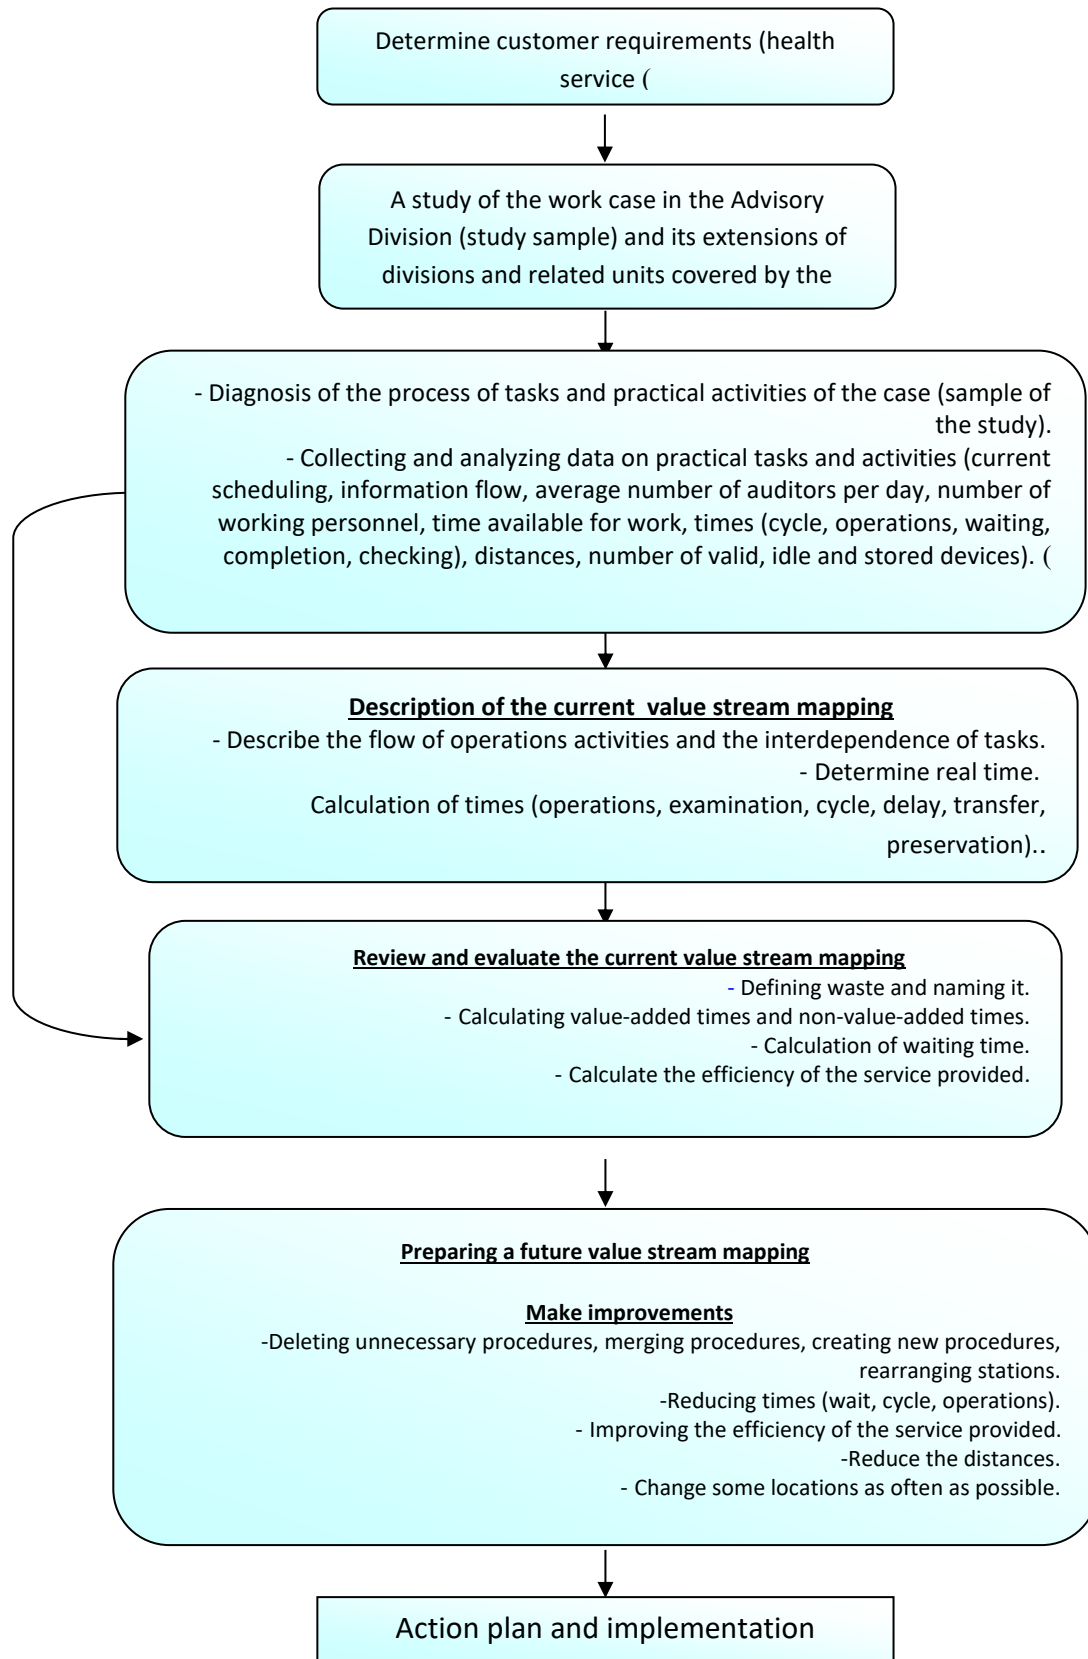 Determine customer requirements (health
service (
A study of the work case in the Advisory
Division (study sample) and its extensions of
divisions and related units covered by the
- Diagnosis of the process of tasks and practical activities of the case (sample of
the study).
- Collecting and analyzing data on practical tasks and activities (current
scheduling, information flow, average number of auditors per day, number of
working personnel, time available for work, times (cycle, operations, waiting,
completion, checking), distances, number of valid, idle and stored devices). (
Description of the current value stream mapping
- Describe the flow of operations activities and the interdependence of tasks.
- Determine real time.
Calculation of times (operations, examination, cycle, delay, transfer,
preservation)..
Review and evaluate the current value stream mapping
- Defining waste and naming it.
- Calculating value-added times and non-value-added times.
- Calculation of waiting time.
- Calculate the efficiency of the service provided.
Preparing a future value stream mapping
Make improvements
-Deleting unnecessary procedures, merging procedures, creating new procedures,
rearranging stations.
-Reducing times (wait, cycle, operations).
- Improving the efficiency of the service provided.
-Reduce the distances.
- Change some locations as often as possible.
Action plan and implementation